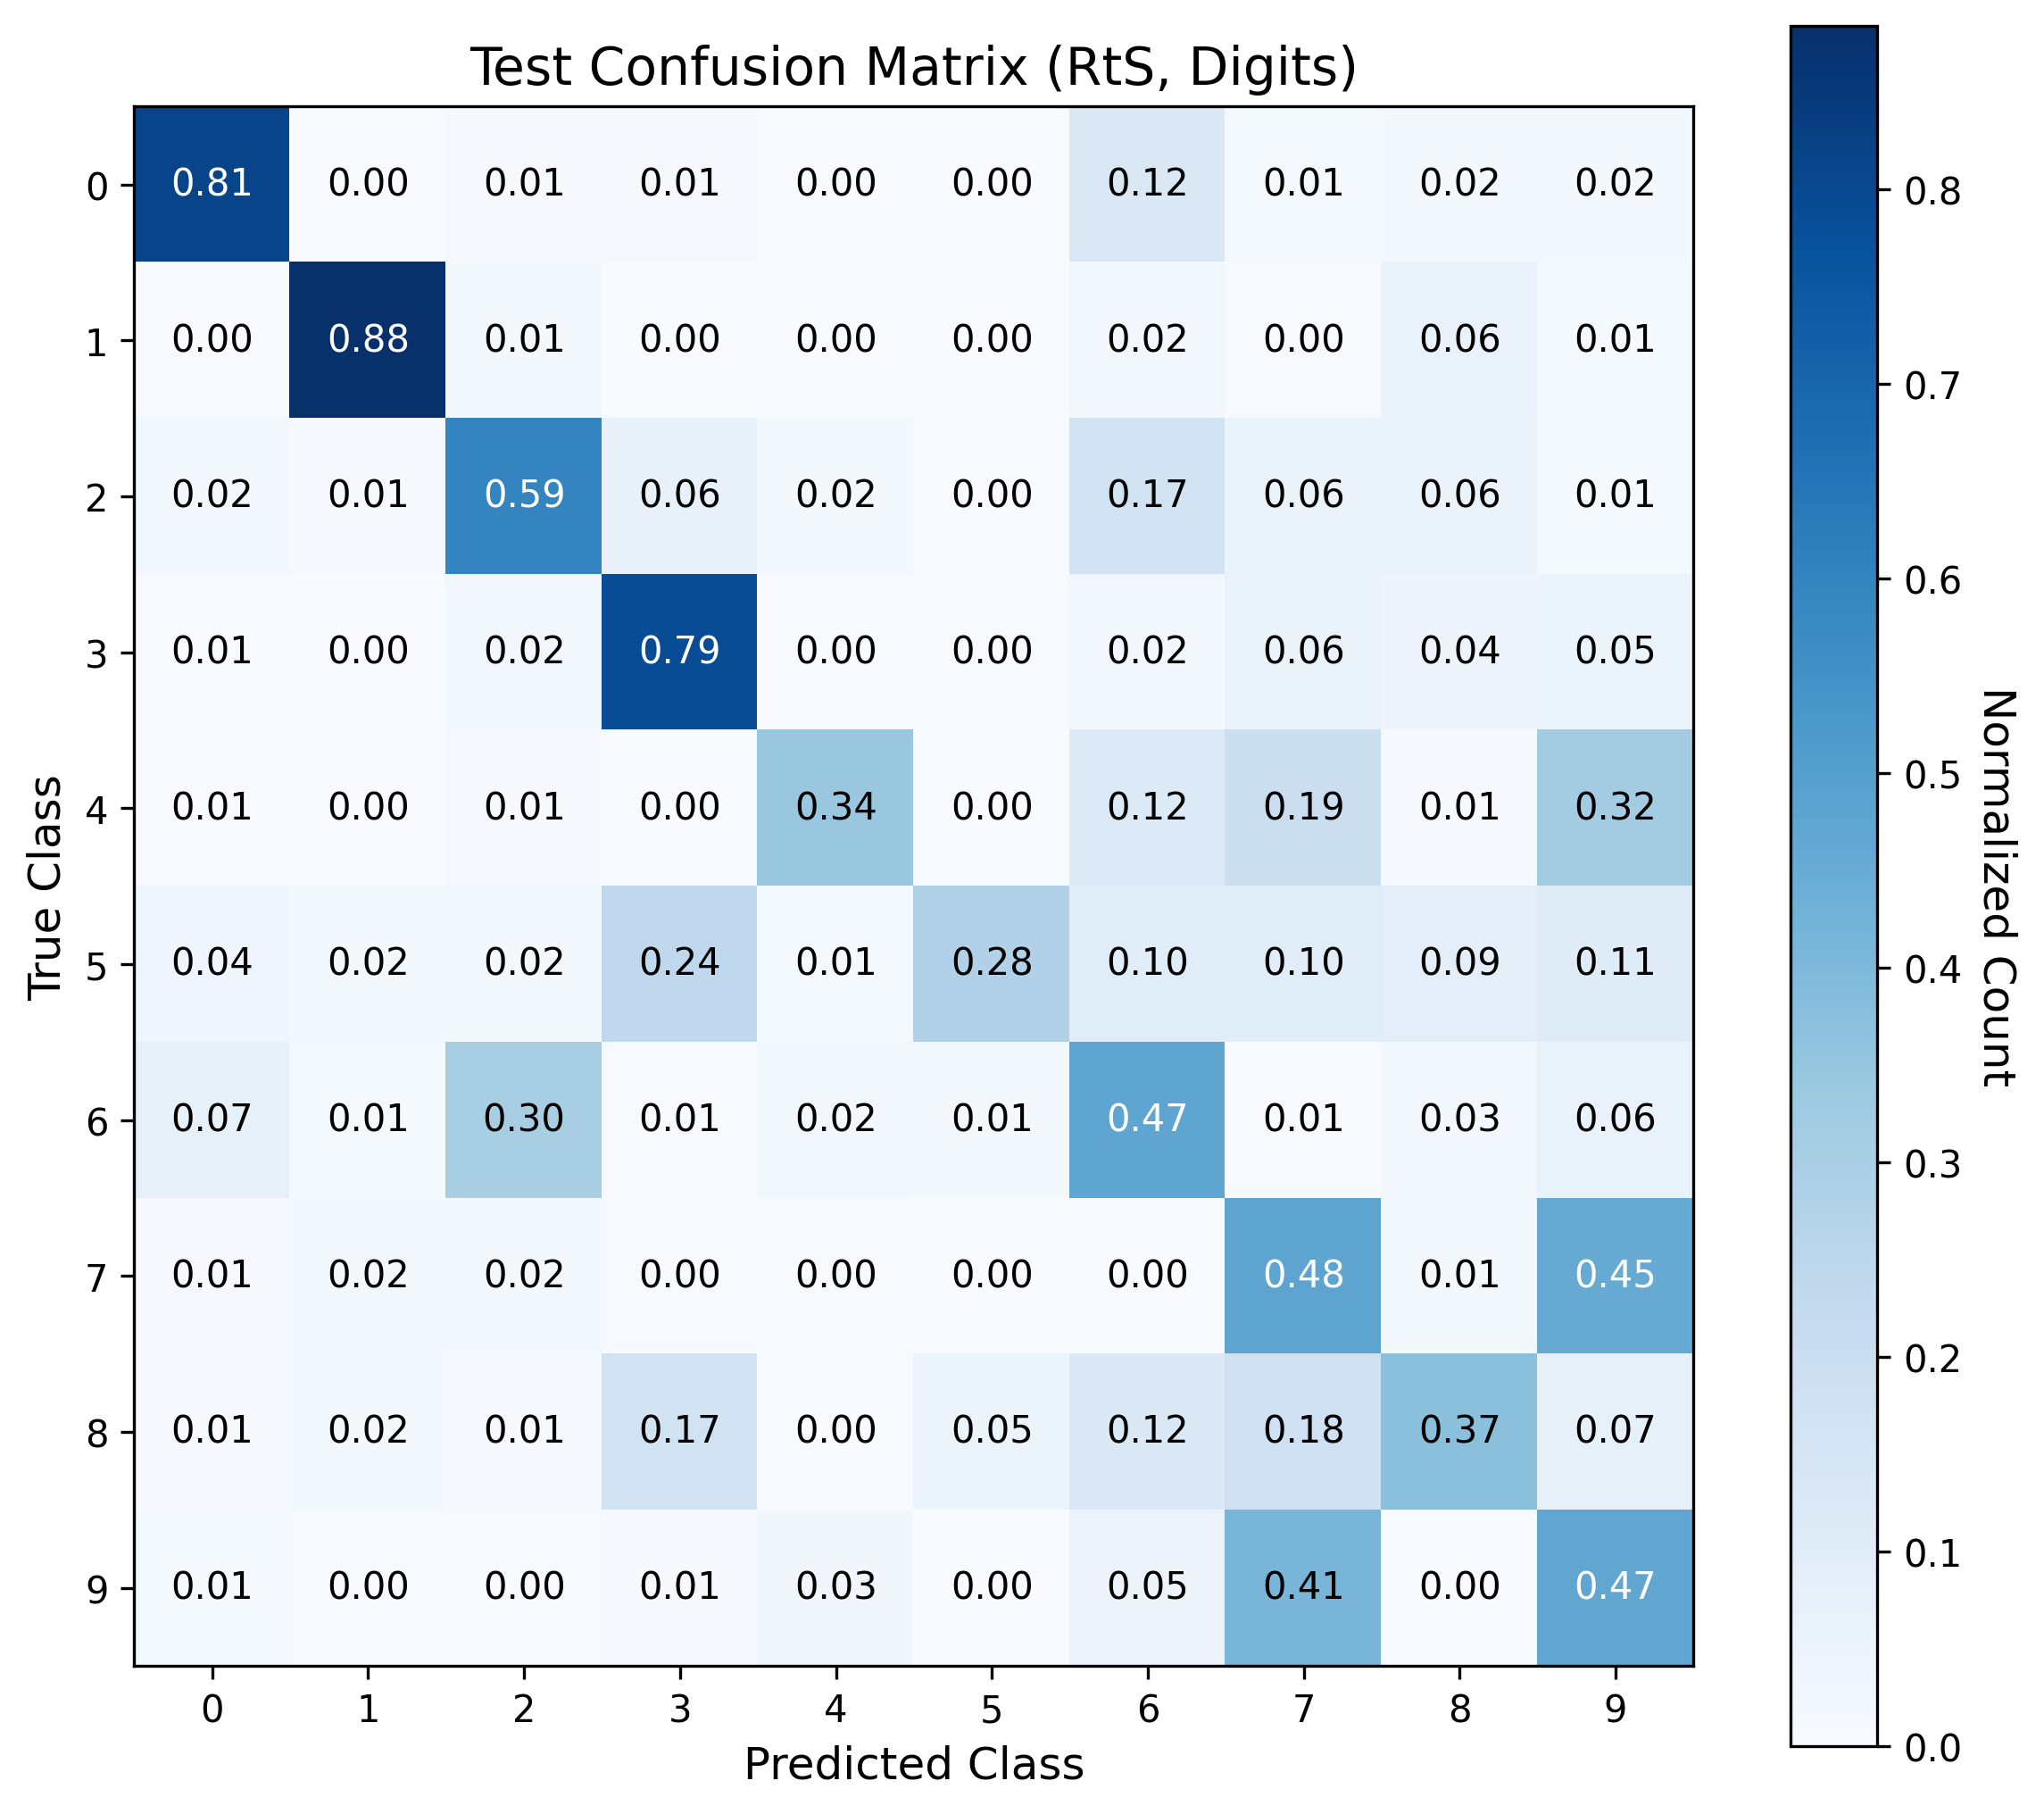 Test Confusion Matrix (RtS, Digits)
0 0.81 0.00 0.01 0.01 0.00 0.00 0.12 0.01 0.02 0.02
1 0.00 0.88 0.01 0.00 0.00 0.00 0.02 0.00 0.06 0.01
2 0.02 0.01 0.59 0.06 0.02 0.00 0.17 0.06 0.06 0.01
3 0.01 0.00 0.02 0.79 0.00 0.00 0.02 0.06 0.04 0.05
4 0.01 0.00 0.01 0.00 0.34 0.00 0.12 0.19 0.01 0.32
5 0.04 0.02 0.02 0.24 0.01 0.28 0.10 0.10 0.09 0.11
6 0.07 0.01 0.30 0.01 0.02 0.01 0.47 0.01 0.03 0.06
7 0.01 0.02 0.02 0.00 0.00 0.00 0.00 0.48 0.01 0.45
8 0.01 0.02 0.01 0.17 0.00 0.05 0.12 0.18 0.37 0.07
9 0.01 0.00 0.00 0.01 0.03 0.00 0.05 0.41 0.00 0.47
0 1 2 3 4 5 6 7 8 9
Predicted Class
True Class
0.8
0.7
0.6
0.5
0.4
0.3
0.2
0.1
0.0
Normalized Count